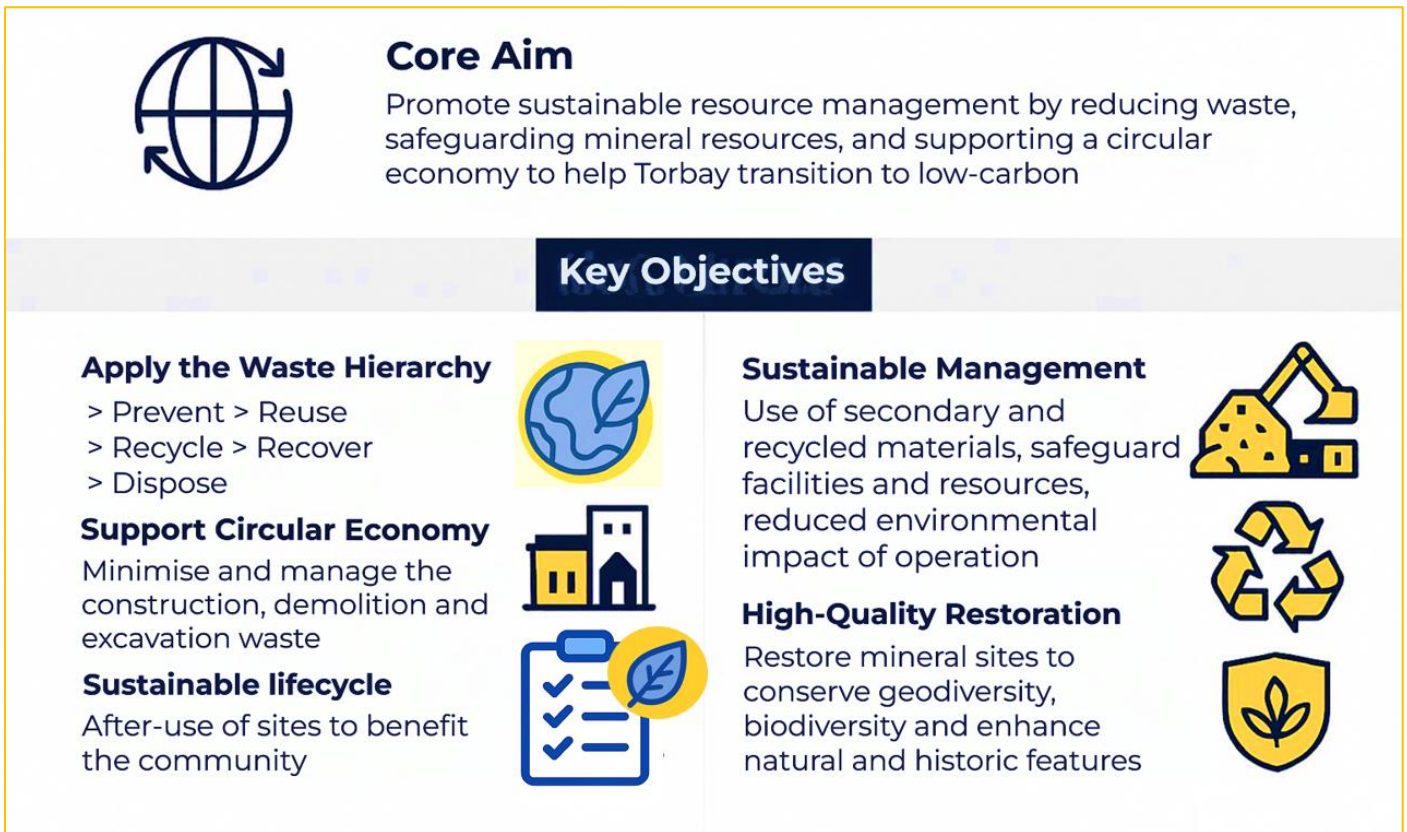 Core Aim
Promote sustainable resource management by reducing waste,
safeguarding mineral resources, and supporting a circular
economy to help Torbay transition to low-carbon
Key Objectives
Apply the Waste Hierarchy
> Prevent > Reuse
> Recycle > Recover
> Dispose
Support Circular Economy
Minimise and manage the
construction, demolition and
excavation waste
Sustainable lifecycle
After-use of sites to benefit
the community
Sustainable Management
Use of secondary and
recycled materials, safeguard
facilities and resources,
reduced environmental
impact of operation
High-Quality Restoration
Restore mineral sites to
conserve geodiversity,
biodiversity and enhance
natural and historic features